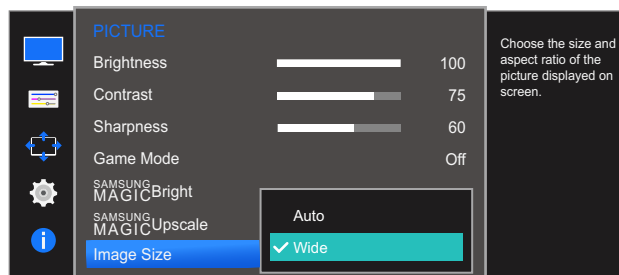 PICTURE
Brightness 100
Contrast 75
Sharpness 60
Game Mode Off
SAMSUNG
MAGICBright
SAMSUNG
MAGICUpscale
Image Size
Auto
Wide
Choose the size and
aspect ratio of the
picture displayed on
screen.